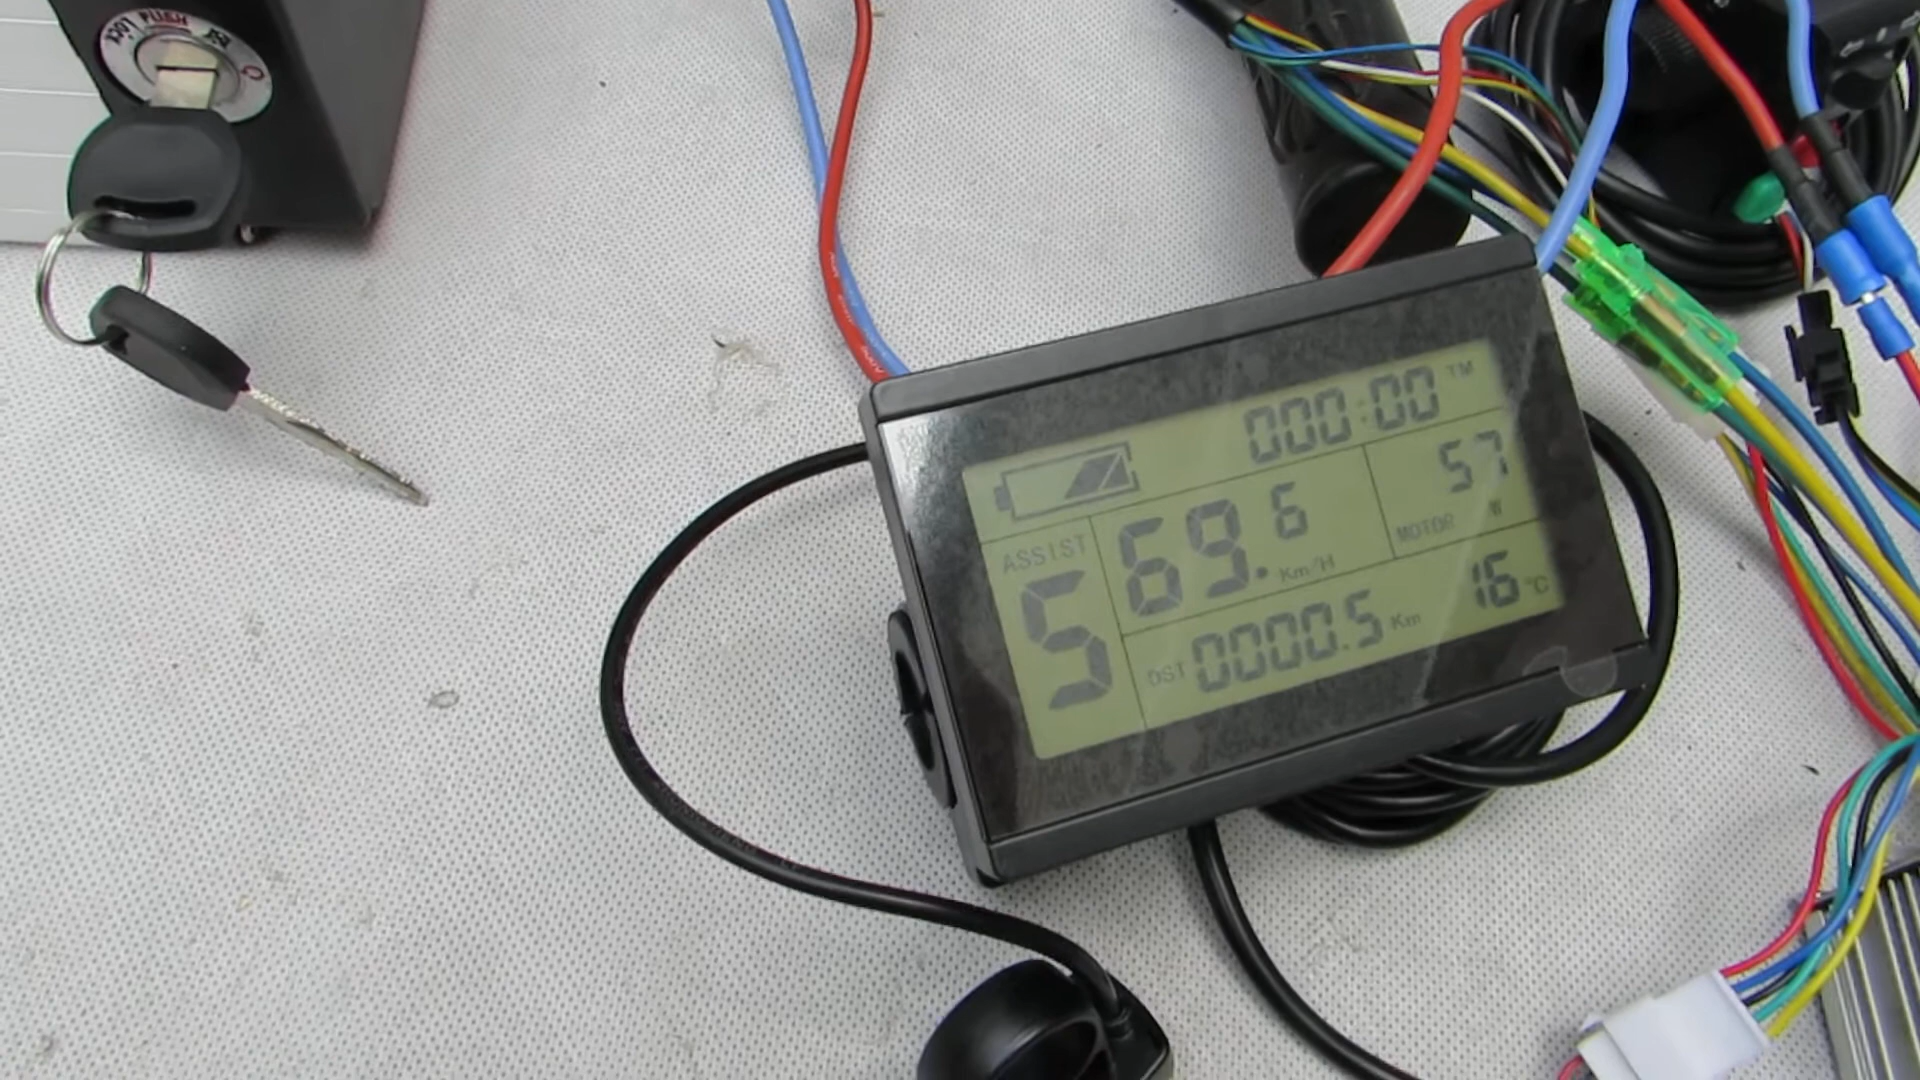 LOCK
PUSH
000:00 TM
57
MOTOR W
ASSIST
5
69.6
Km/H
16 °C
DST 0000.5 Km